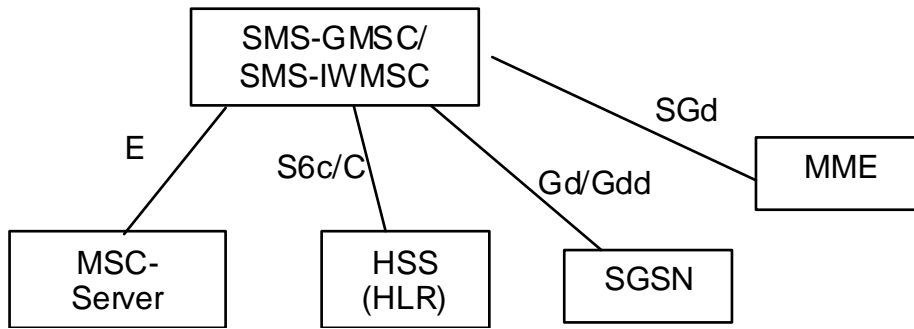 SMS-GMSC/
SMS-IWMSC
SGd
E
S6c/C
Gd/Gdd
MME
MSC-
Server
HSS
(HLR)
SGSN